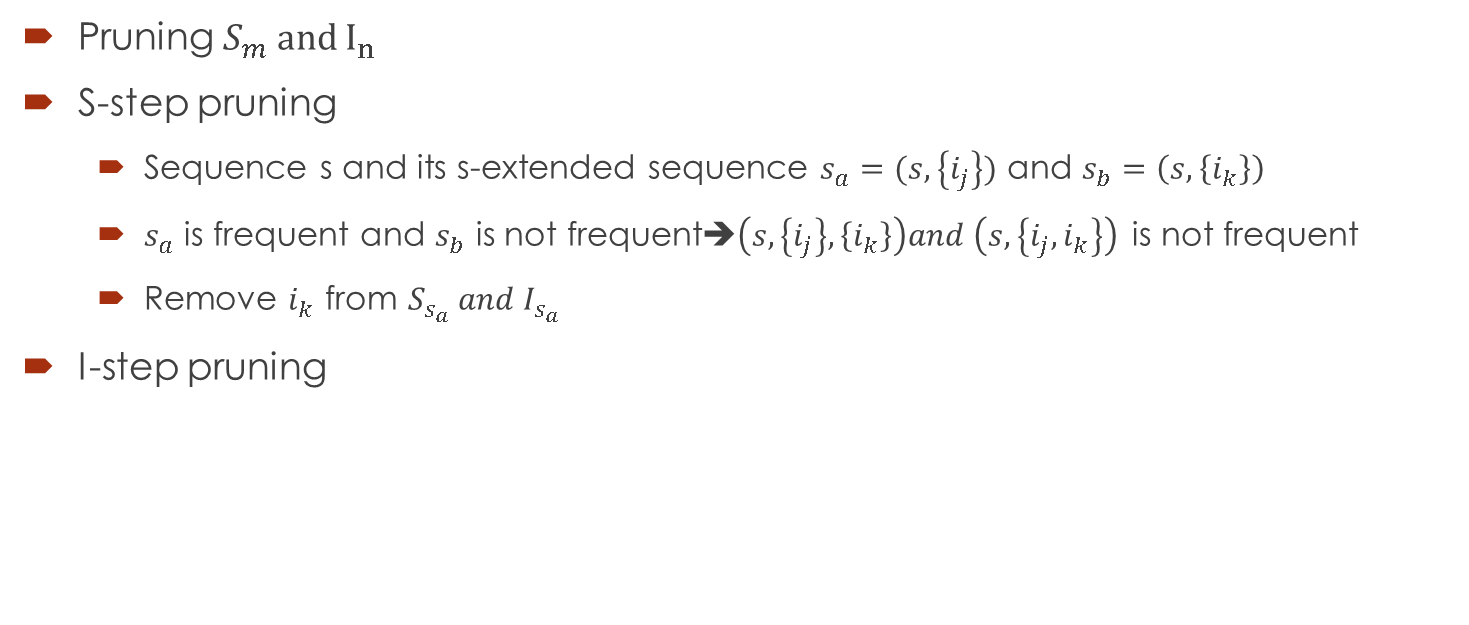 Pruning Sₘ and Iₙ
S-step pruning
Sequence s and its s-extended sequence s_a = (s, {i_j}) and s_b = (s, {i_k})
s_a is frequent and s_b is not frequent➔(s, {i_j}, {i_k})and (s, {i_j, i_k}) is not frequent
Remove i_k from S_{s_a} and I_{s_a}
I-step pruning